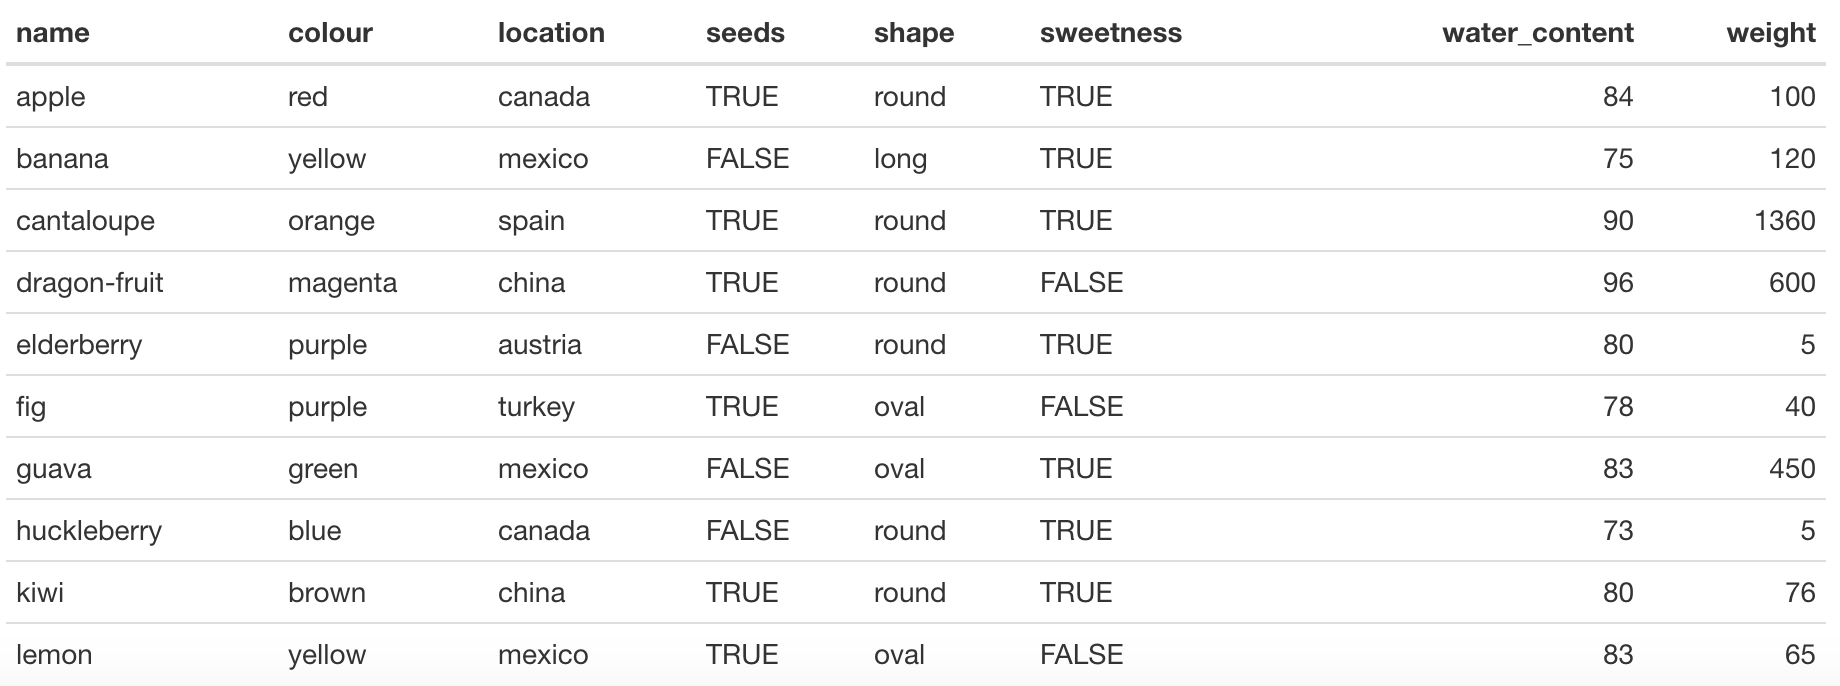 name colour location seeds shape sweetness water_content weight
apple red canada TRUE round TRUE 84 100
banana yellow mexico FALSE long TRUE 75 120
cantaloupe orange spain TRUE round TRUE 90 1360
dragon-fruit magenta china TRUE round FALSE 96 600
elderberry purple austria FALSE round TRUE 80 5
fig purple turkey TRUE oval FALSE 78 40
guava green mexico FALSE oval TRUE 83 450
huckleberry blue canada FALSE round TRUE 73 5
kiwi brown china TRUE round TRUE 80 76
lemon yellow mexico TRUE oval FALSE 83 65